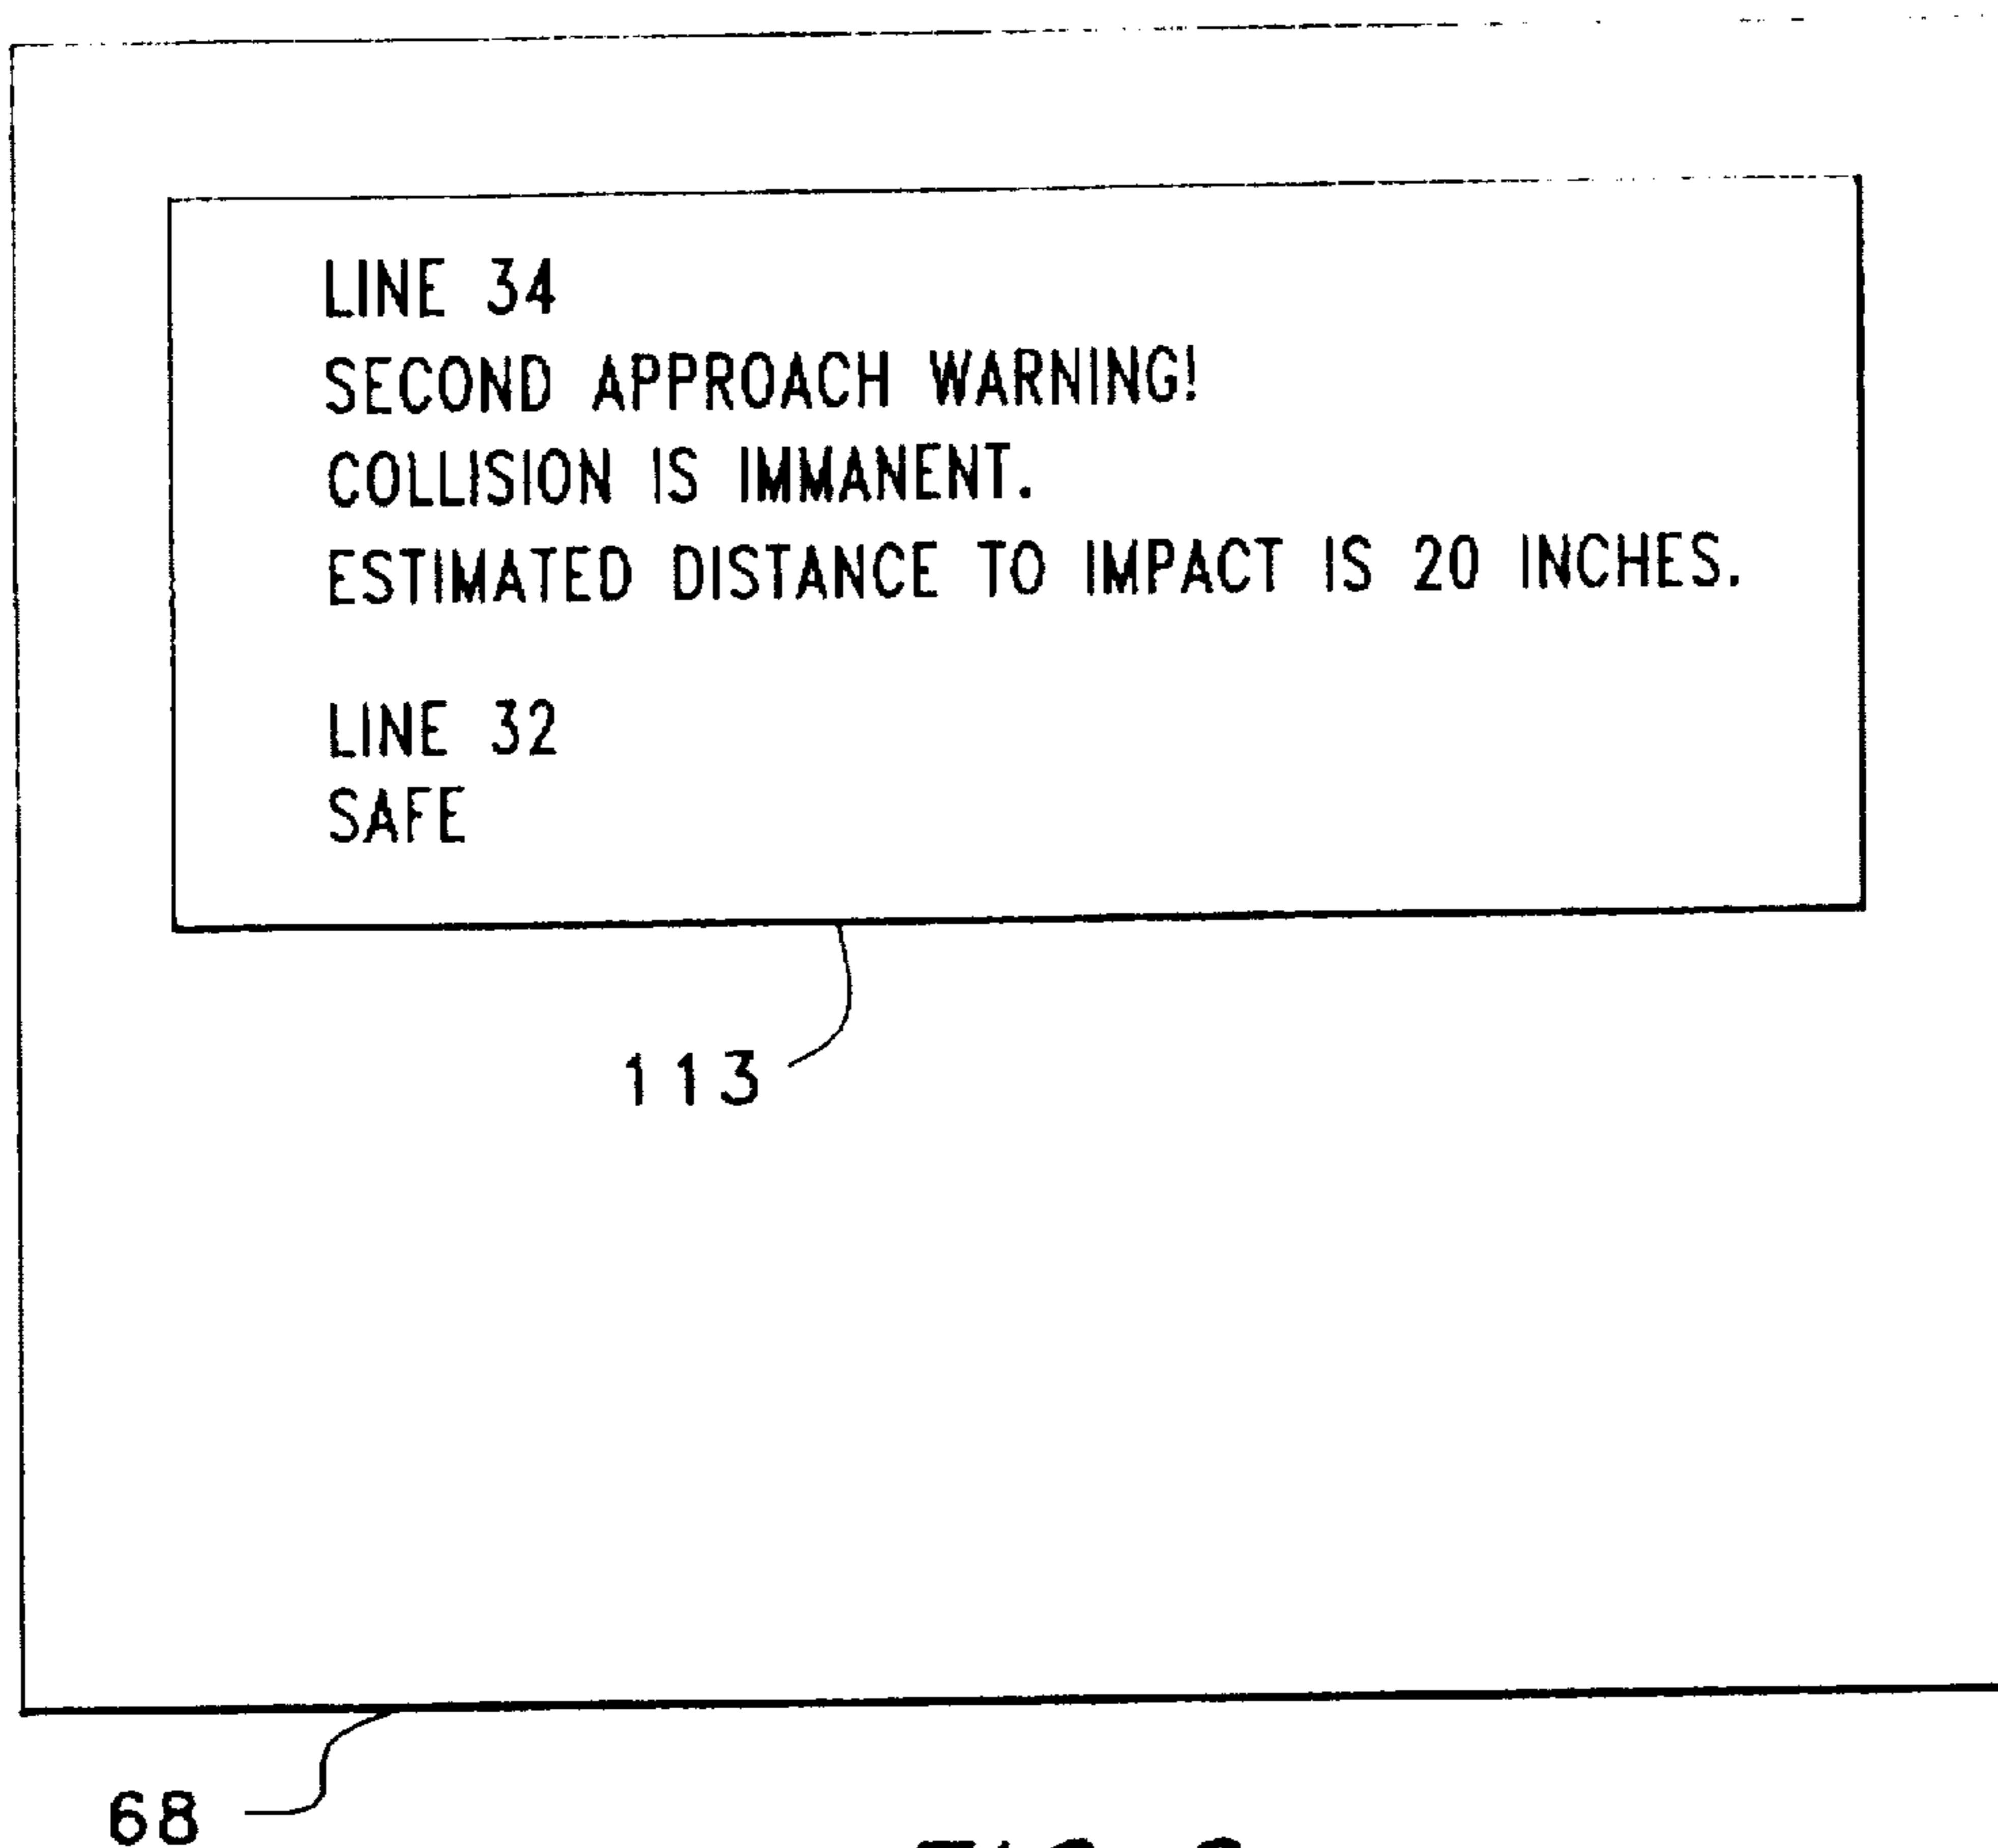 LINE 34
SECOND APPROACH WARNING!
COLLISION IS IMMANENT.
ESTIMATED DISTANCE TO IMPACT IS 20 INCHES.
LINE 32
SAFE
113
68